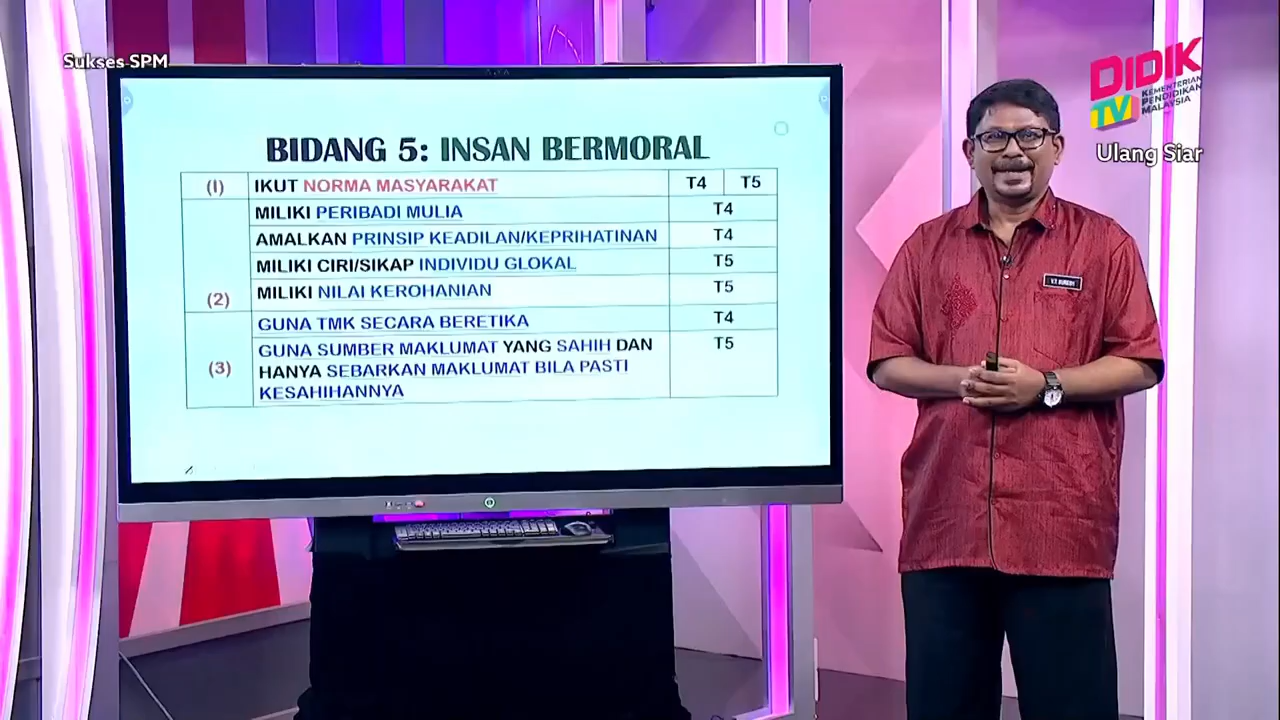 Sukses SPM
DIDIK
TV
KEMENTERIAN
PENDIDIKAN
MALAYSIA
Ulang Siar
BIDANG 5: INSAN BERMORAL
(1) IKUT NORMA MASYARAKAT T4 T5
MILIKI PERIBADI MULIA T4
AMALKAN PRINSIP KEADILAN/KEPRIHATINAN T4
MILIKI CIRI/SIKAP INDIVIDU GLOKAL T5
(2) MILIKI NILAI KEROHANIAN T5
GUNA TMK SECARA BERETIKA T4
GUNA SUMBER MAKLUMAT YANG SAHIH DAN T5
(3) HANYA SEBARKAN MAKLUMAT BILA PASTI
KESAHIHANNYA